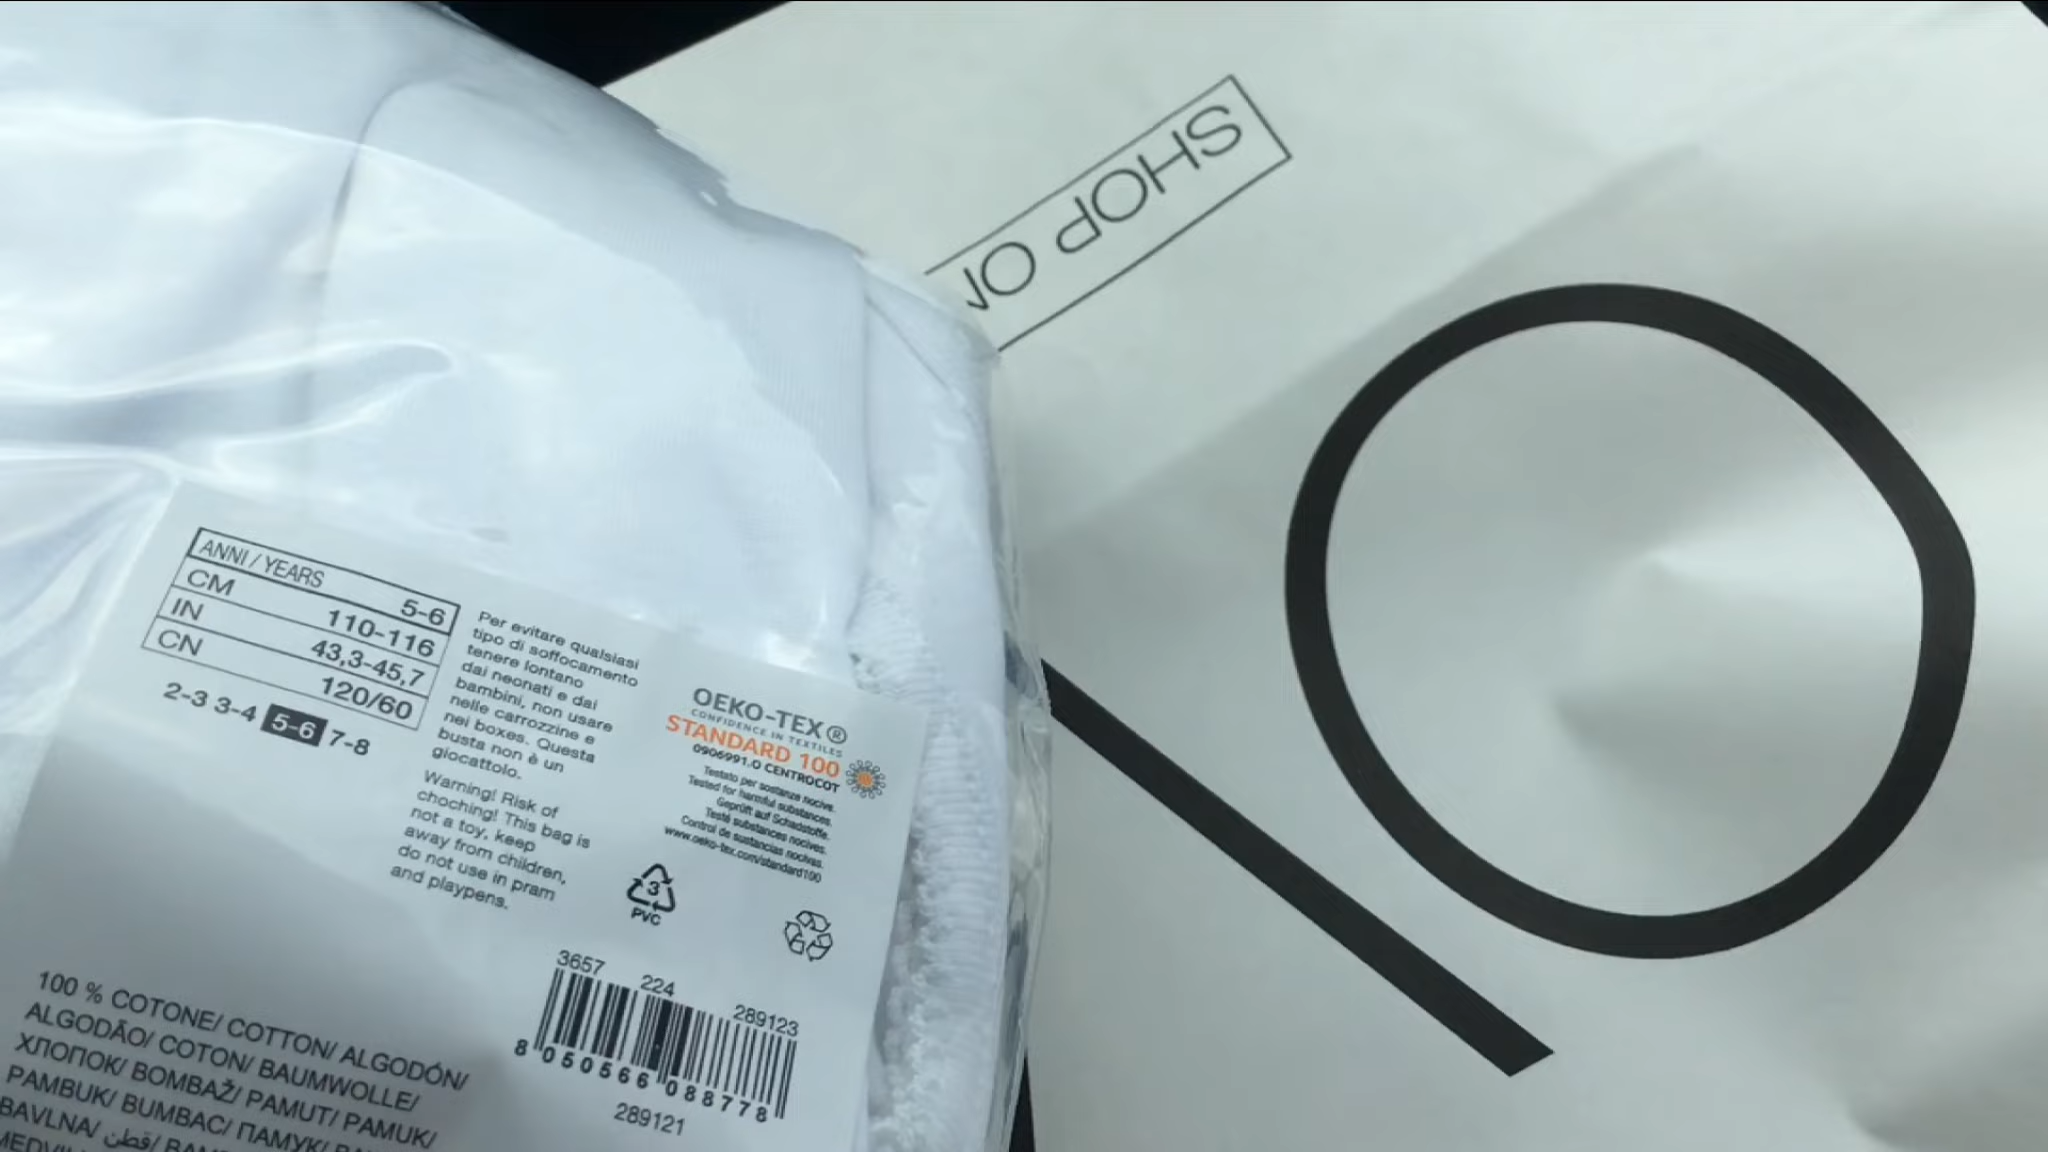 SHOP ON
ANNI / YEARS 5-6
CM 110-116
IN 43,3-45,7
CN 120/60
2-3 3-4 5-6 7-8
Per evitare qualsiasi
tipo di soffocamento
tenere lontano
dai neonati e dai
bambini, non usare
nelle carrozzine e
nei boxes. Questa
busta non è un
giocattolo.
Warning! Risk of
choching! This bag is
not a toy, keep
away from children,
do not use in pram
and playpens.
OEKO-TEX®
CONFIDENCE IN TEXTILES
STANDARD 100
0906991.O CENTROCOT
Testato per sostanze nocive.
Tested for harmful substances.
Geprüft auf Schadstoffe.
Testé substances nocives.
Control de sustancias nocivas.
www.oeko-tex.com/standard100
3
PVC
3657 224 289123
8 050566 088778
289121
100 % COTONE/ COTTON/ ALGODÓN/
ALGODÃO/ COTON/ BAUMWOLLE/
ХЛОПОК/ BOMBAŽ/ PAMUT/ PAMUK/
PAMBUK/ BUMBAC/ ПАМУК/
BAVLNA/ قطن/